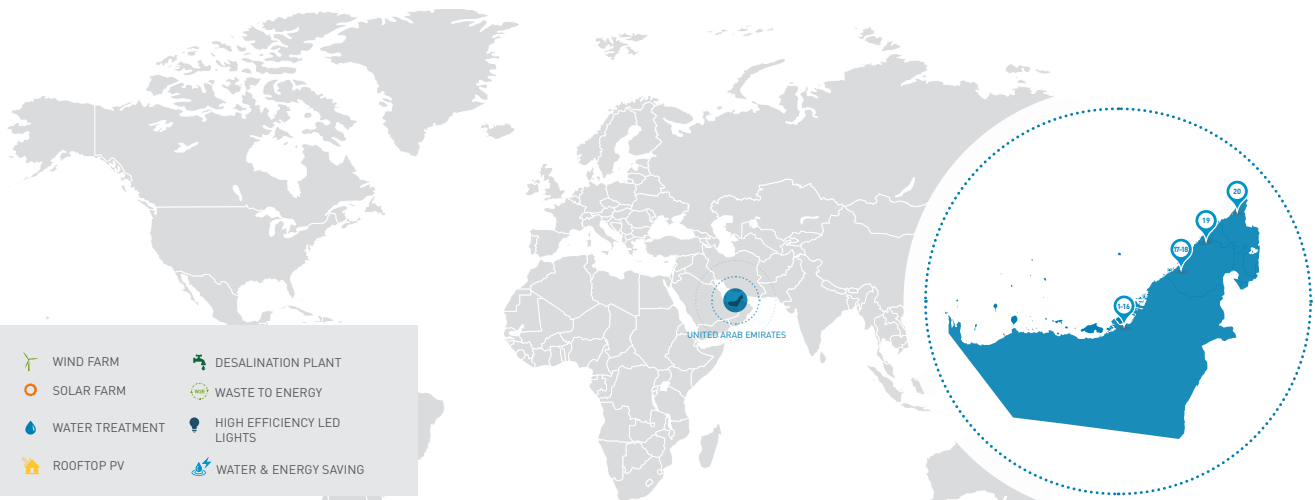 20
19
17-18
1-16
UNITED ARAB EMIRATES
WIND FARM
SOLAR FARM
WATER TREATMENT
ROOFTOP PV
DESALINATION PLANT
WASTE TO ENERGY
HIGH EFFICIENCY LED
LIGHTS
WATER & ENERGY SAVING